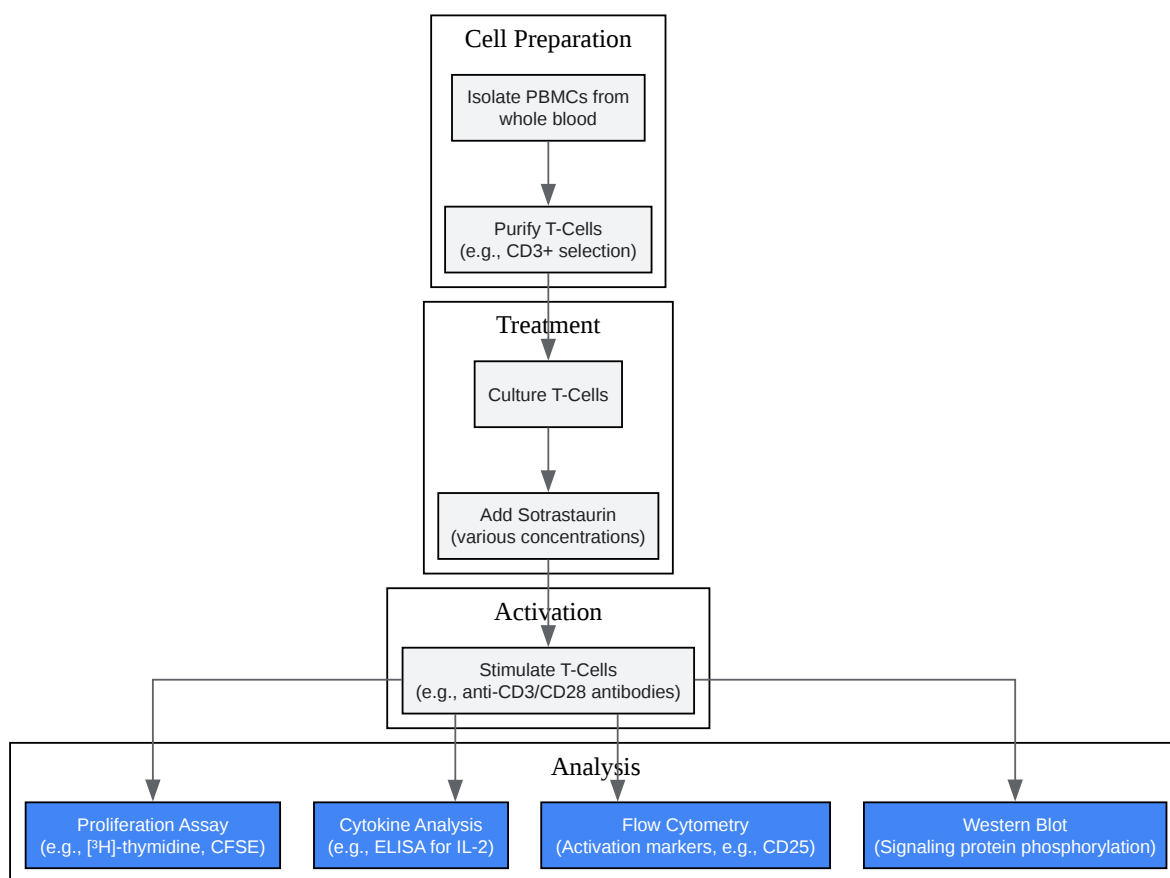 Cell Preparation
Isolate PBMCs from
whole blood
Purify T-Cells
(e.g., CD3+ selection)
Treatment
Culture T-Cells
Add Sotrastaurin
(various concentrations)
Activation
Stimulate T-Cells
(e.g., anti-CD3/CD28 antibodies)
Analysis
Proliferation Assay
(e.g., [³H]-thymidine, CFSE)
Cytokine Analysis
(e.g., ELISA for IL-2)
Flow Cytometry
(Activation markers, e.g., CD25)
Western Blot
(Signaling protein phosphorylation)